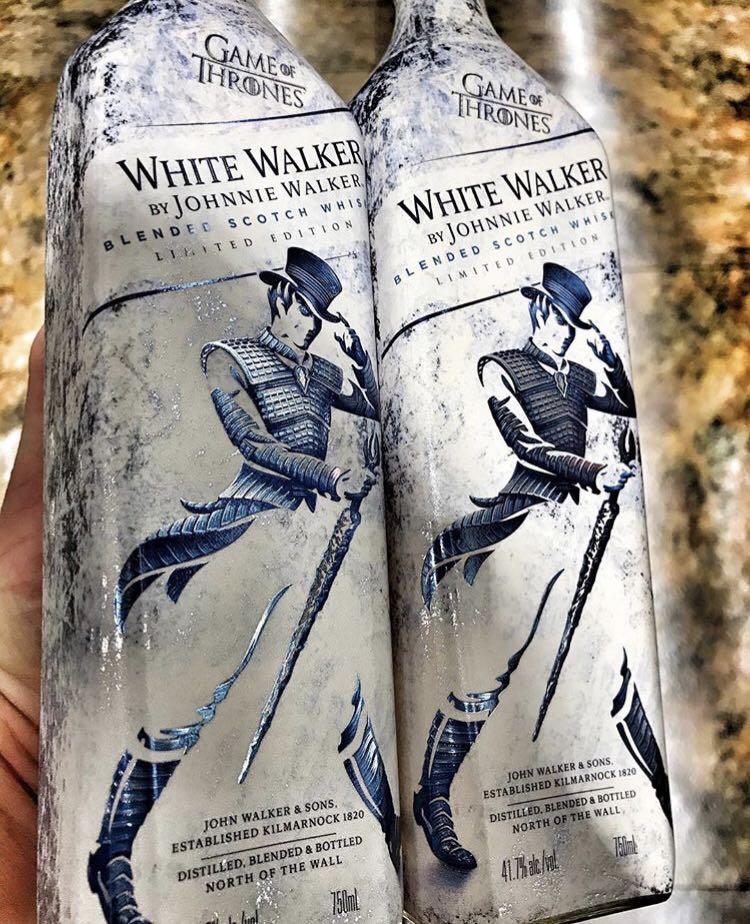 GAME OF
THRONES
WHITE WALKER
BY JOHNNIE WALKER
BLENDED SCOTCH
LIMITED EDITION
JOHN WALKER & SONS.
ESTABLISHED KILMARNOCK 1820
DISTILLED, BLENDED & BOTTLED
NORTH OF THE WALL
750mL
GAME OF
THRONES
WHITE WALKER
BY JOHNNIE WALKER
BLENDED SCOTCH
LIMITED EDITION
JOHN WALKER & SONS.
ESTABLISHED KILMARNOCK 1820
DISTILLED, BLENDED & BOTTLED
NORTH OF THE WALL
41.7% alc/vol 750mL